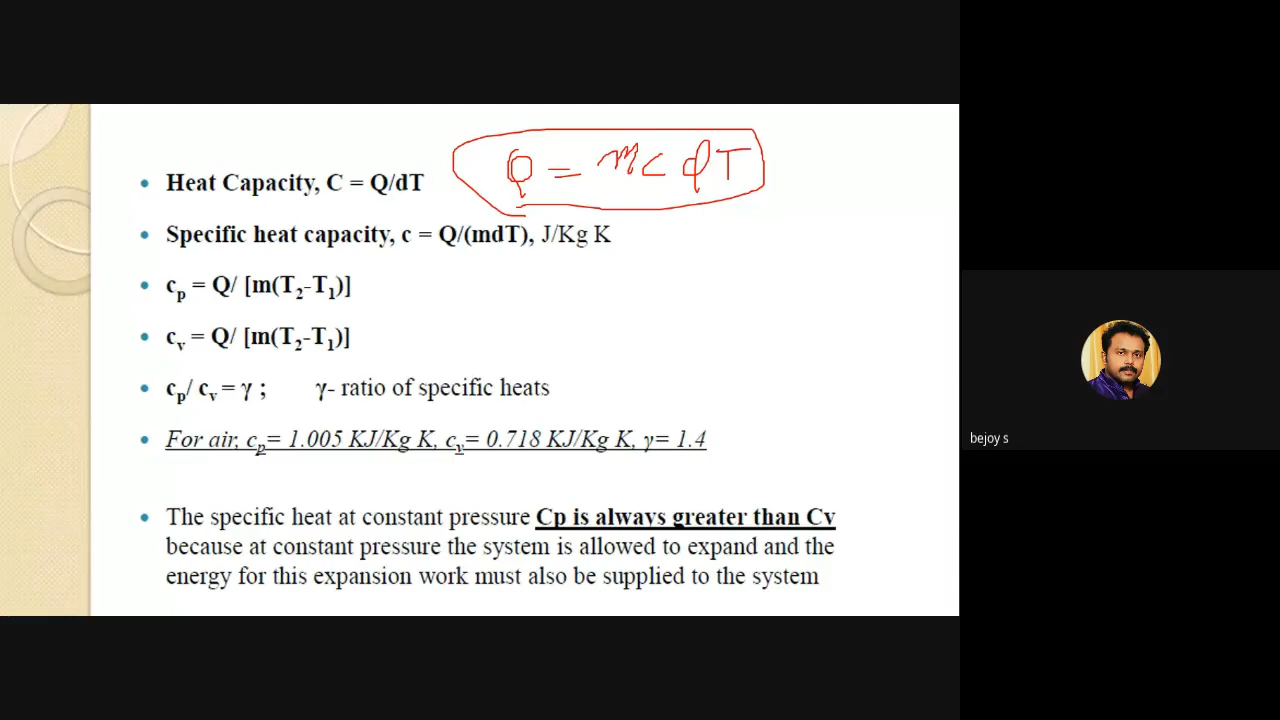 Q = mc dT
• Heat Capacity, C = Q/dT
• Specific heat capacity, c = Q/(mdT), J/Kg K
• cₚ = Q/ [m(T₂-T₁)]
• cᵥ = Q/ [m(T₂-T₁)]
• cₚ/ cᵥ = γ ; γ- ratio of specific heats
• For air, cₚ= 1.005 KJ/Kg K, cᵥ= 0.718 KJ/Kg K, γ= 1.4
• The specific heat at constant pressure Cp is always greater than Cv
because at constant pressure the system is allowed to expand and the
energy for this expansion work must also be supplied to the system
bejoy s